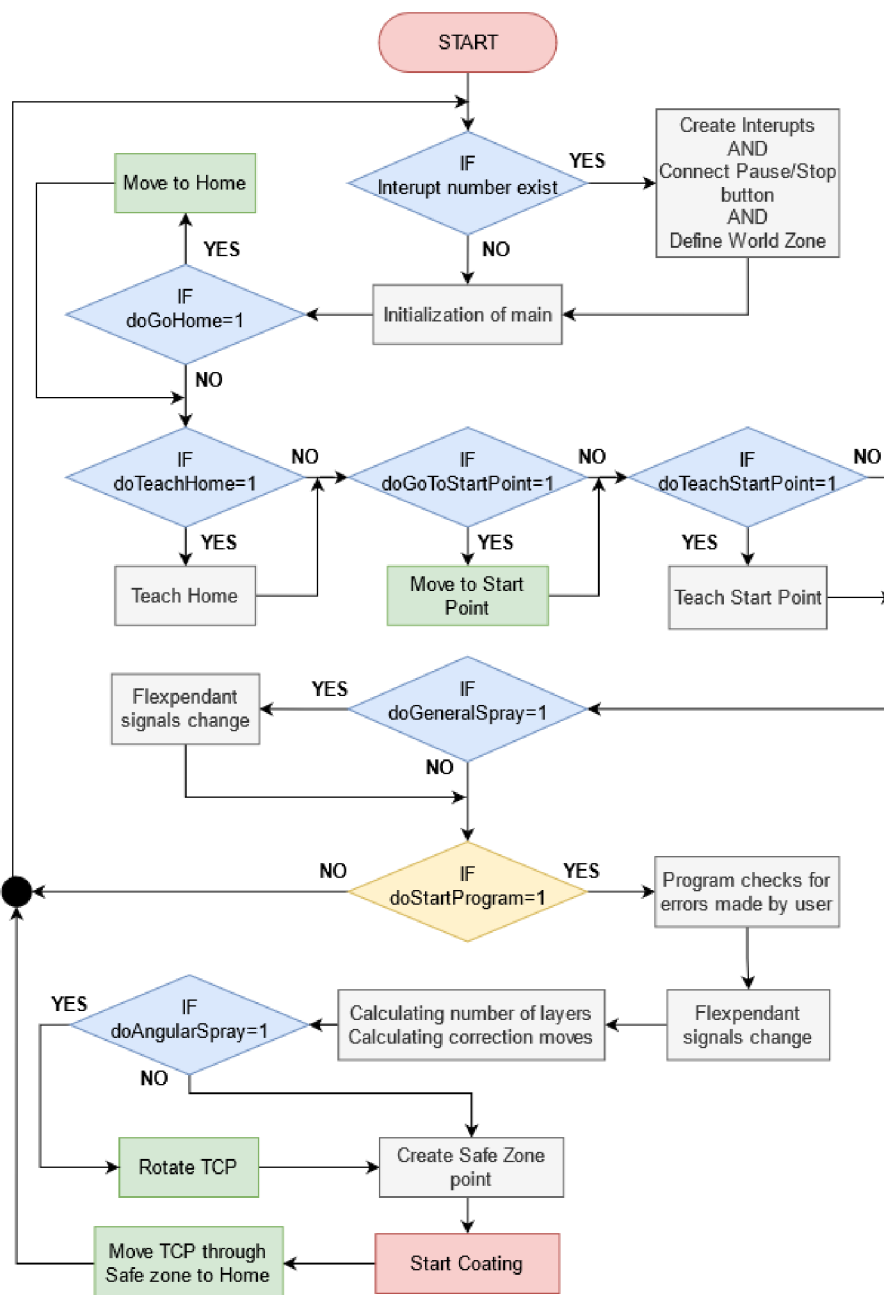 START
IF
Interupt number exist
YES
Create Interupts
AND
Connect Pause/Stop
button
AND
Define World Zone
NO
Initialization of main
Move to Home
YES
IF
doGoHome=1
NO
IF
doTeachHome=1
NO
YES
Teach Home
IF
doGoToStartPoint=1
NO
YES
Move to Start
Point
IF
doTeachStartPoint=1
NO
YES
Teach Start Point
IF
doGeneralSpray=1
YES
Flexpendant
signals change
NO
IF
doStartProgram=1
NO
YES
Program checks for
errors made by user
Flexpendant
signals change
Calculating number of layers
Calculating correction moves
IF
doAngularSpray=1
YES
NO
Rotate TCP
Create Safe Zone
point
Start Coating
Move TCP through
Safe zone to Home